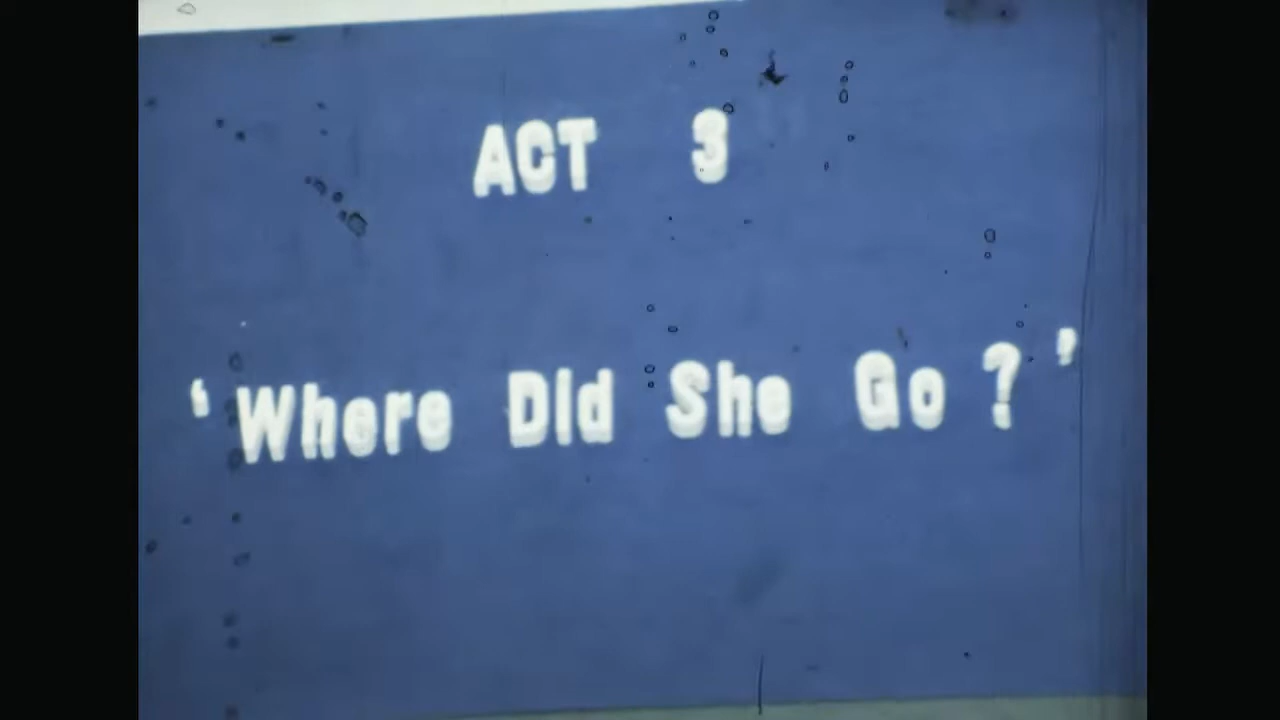 ACT 3
‘Where Did She Go ?’